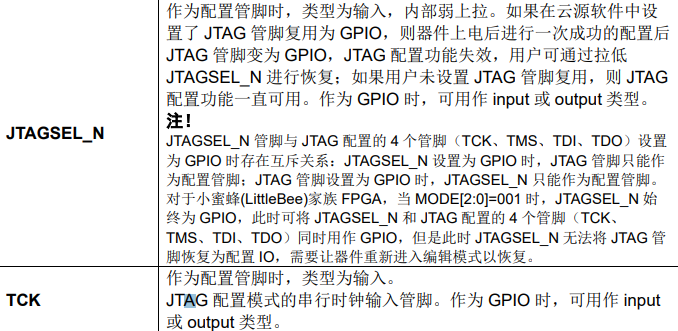 作为配置管脚时，类型为输入，内部弱上拉。如果在云源软件中设
置了 JTAG 管脚复用为 GPIO，则器件上电后进行一次成功的配置后
JTAG 管脚变为 GPIO，JTAG 配置功能失效，用户可通过拉低
JTAGSEL_N 进行恢复；如果用户未设置 JTAG 管脚复用，则 JTAG
配置功能一直可用。作为 GPIO 时，可用作 input 或 output 类型。
注！
JTAGSEL_N
JTAGSEL_N 管脚与 JTAG 配置的 4 个管脚（TCK、TMS、TDI、TDO）设置
为 GPIO 时存在互斥关系：JTAGSEL_N 设置为 GPIO 时，JTAG 管脚只能作
为配置管脚；JTAG 管脚设置为 GPIO 时，JTAGSEL_N 只能作为配置管脚。
对于小蜜蜂(LittleBee)家族 FPGA，当 MODE[2:0]=001 时，JTAGSEL_N 始
终为 GPIO，此时可将 JTAGSEL_N 和 JTAG 配置的 4 个管脚（TCK、
TMS、TDI、TDO）同时用作 GPIO，但是此时 JTAGSEL_N 无法将 JTAG 管
脚恢复为配置 IO，需要让器件重新进入编辑模式以恢复。
作为配置管脚时，类型为输入。
TCK
JTAG 配置模式的串行时钟输入管脚。作为 GPIO 时，可用作 input
或 output 类型。